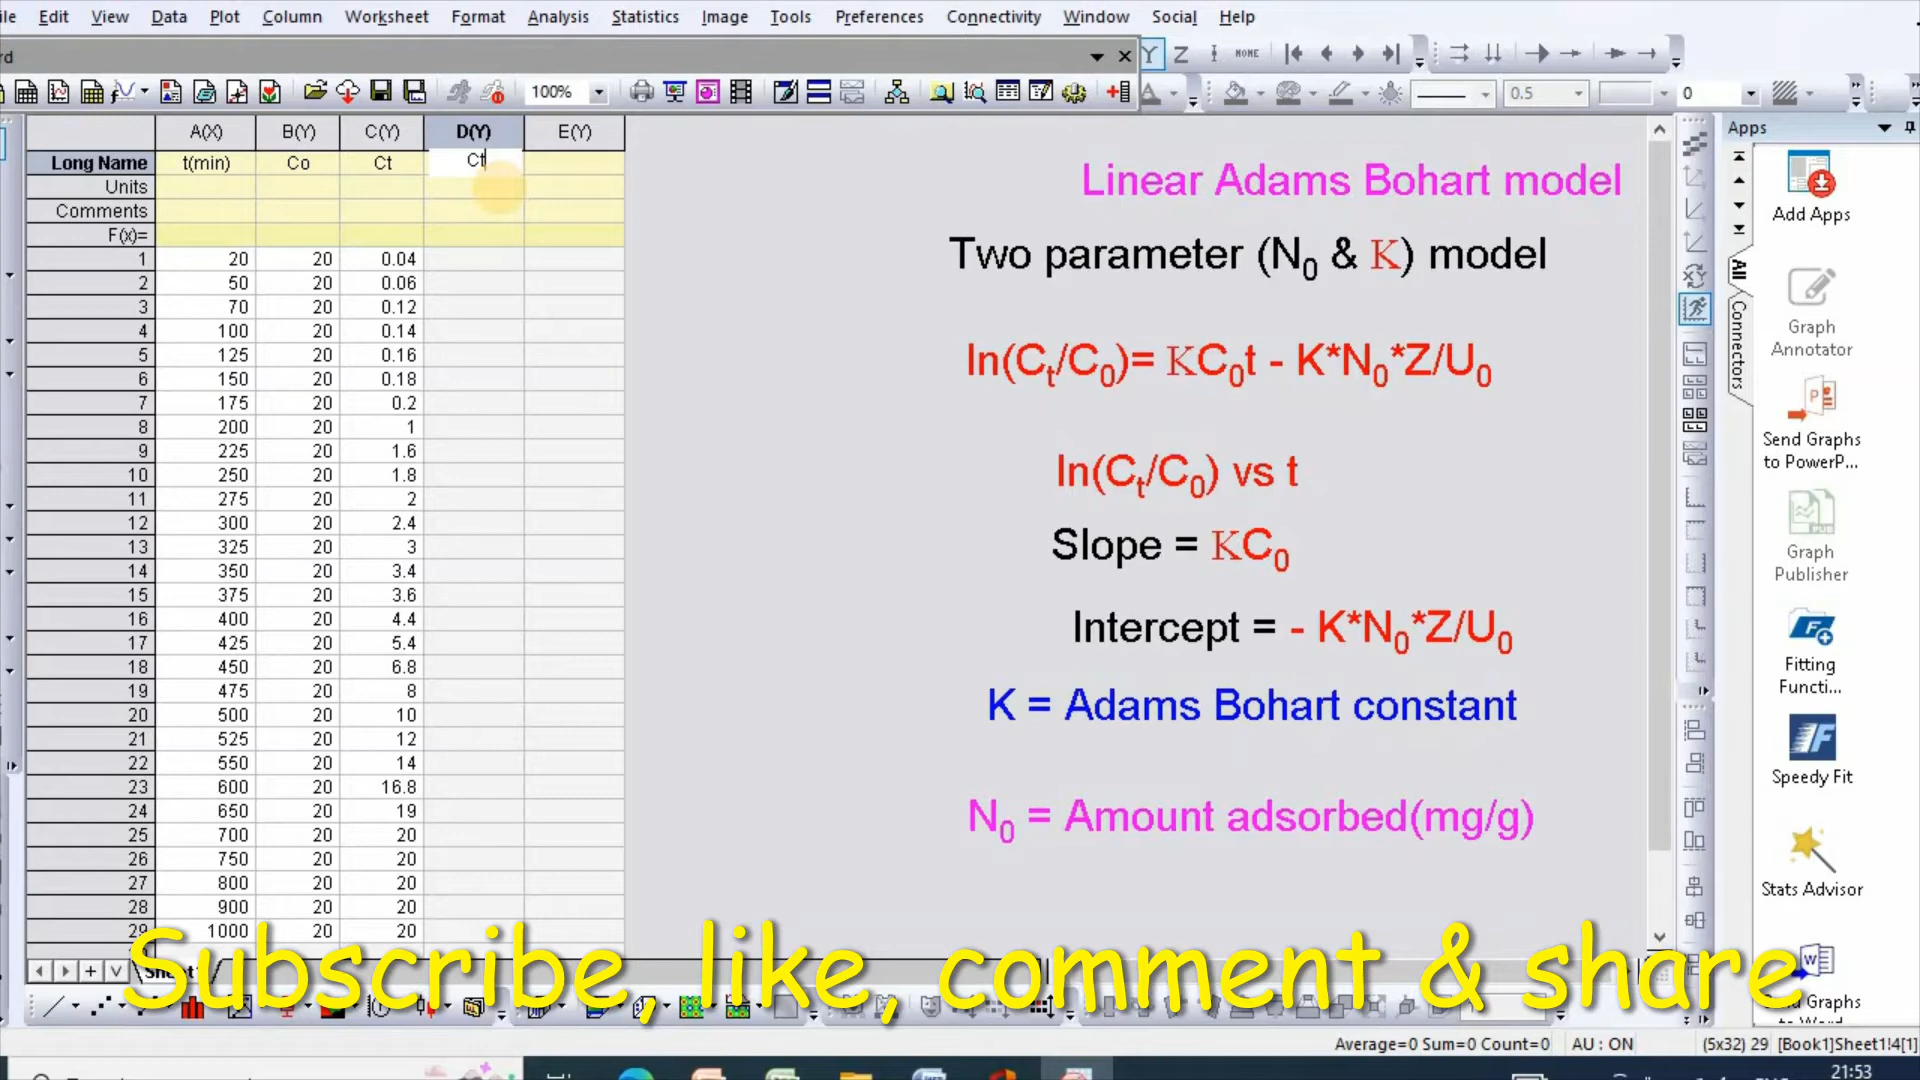 Edit View Data Plot Column Worksheet Format Analysis Statistics Image Tools Preferences Connectivity Window Social Help
Y Z NONE
100% 0.5 0
A(X) B(Y) C(Y) D(Y) E(Y)
Long Name t(min) Co Ct Ct
Units
Comments
F(x)=
1 20 20 0.04
2 50 20 0.06
3 70 20 0.12
4 100 20 0.14
5 125 20 0.16
6 150 20 0.18
7 175 20 0.2
8 200 20 1
9 225 20 1.6
10 250 20 1.8
11 275 20 2
12 300 20 2.4
13 325 20 3
14 350 20 3.4
15 375 20 3.6
16 400 20 4.4
17 425 20 5.4
18 450 20 6.8
19 475 20 8
20 500 20 10
21 525 20 12
22 550 20 14
23 600 20 16.8
24 650 20 19
25 700 20 20
26 750 20 20
27 800 20 20
28 900 20 20
29 1000 20 20
Linear Adams Bohart model
Two parameter (N0 & K) model
ln(Ct/C0)= KC0t - K*N0*Z/U0
ln(Ct/C0) vs t
Slope = KC0
Intercept = - K*N0*Z/U0
K = Adams Bohart constant
N0 = Amount adsorbed(mg/g)
Apps
All
Connectors
Add Apps
Graph
Annotator
Send Graphs
to PowerP...
Graph
Publisher
Fitting
Functi...
Speedy Fit
Stats Advisor
Subscribe, like, comment & share
Average=0 Sum=0 Count=0 AU : ON (5x32) 29 [Book1]Sheet1!4[1]
21:53